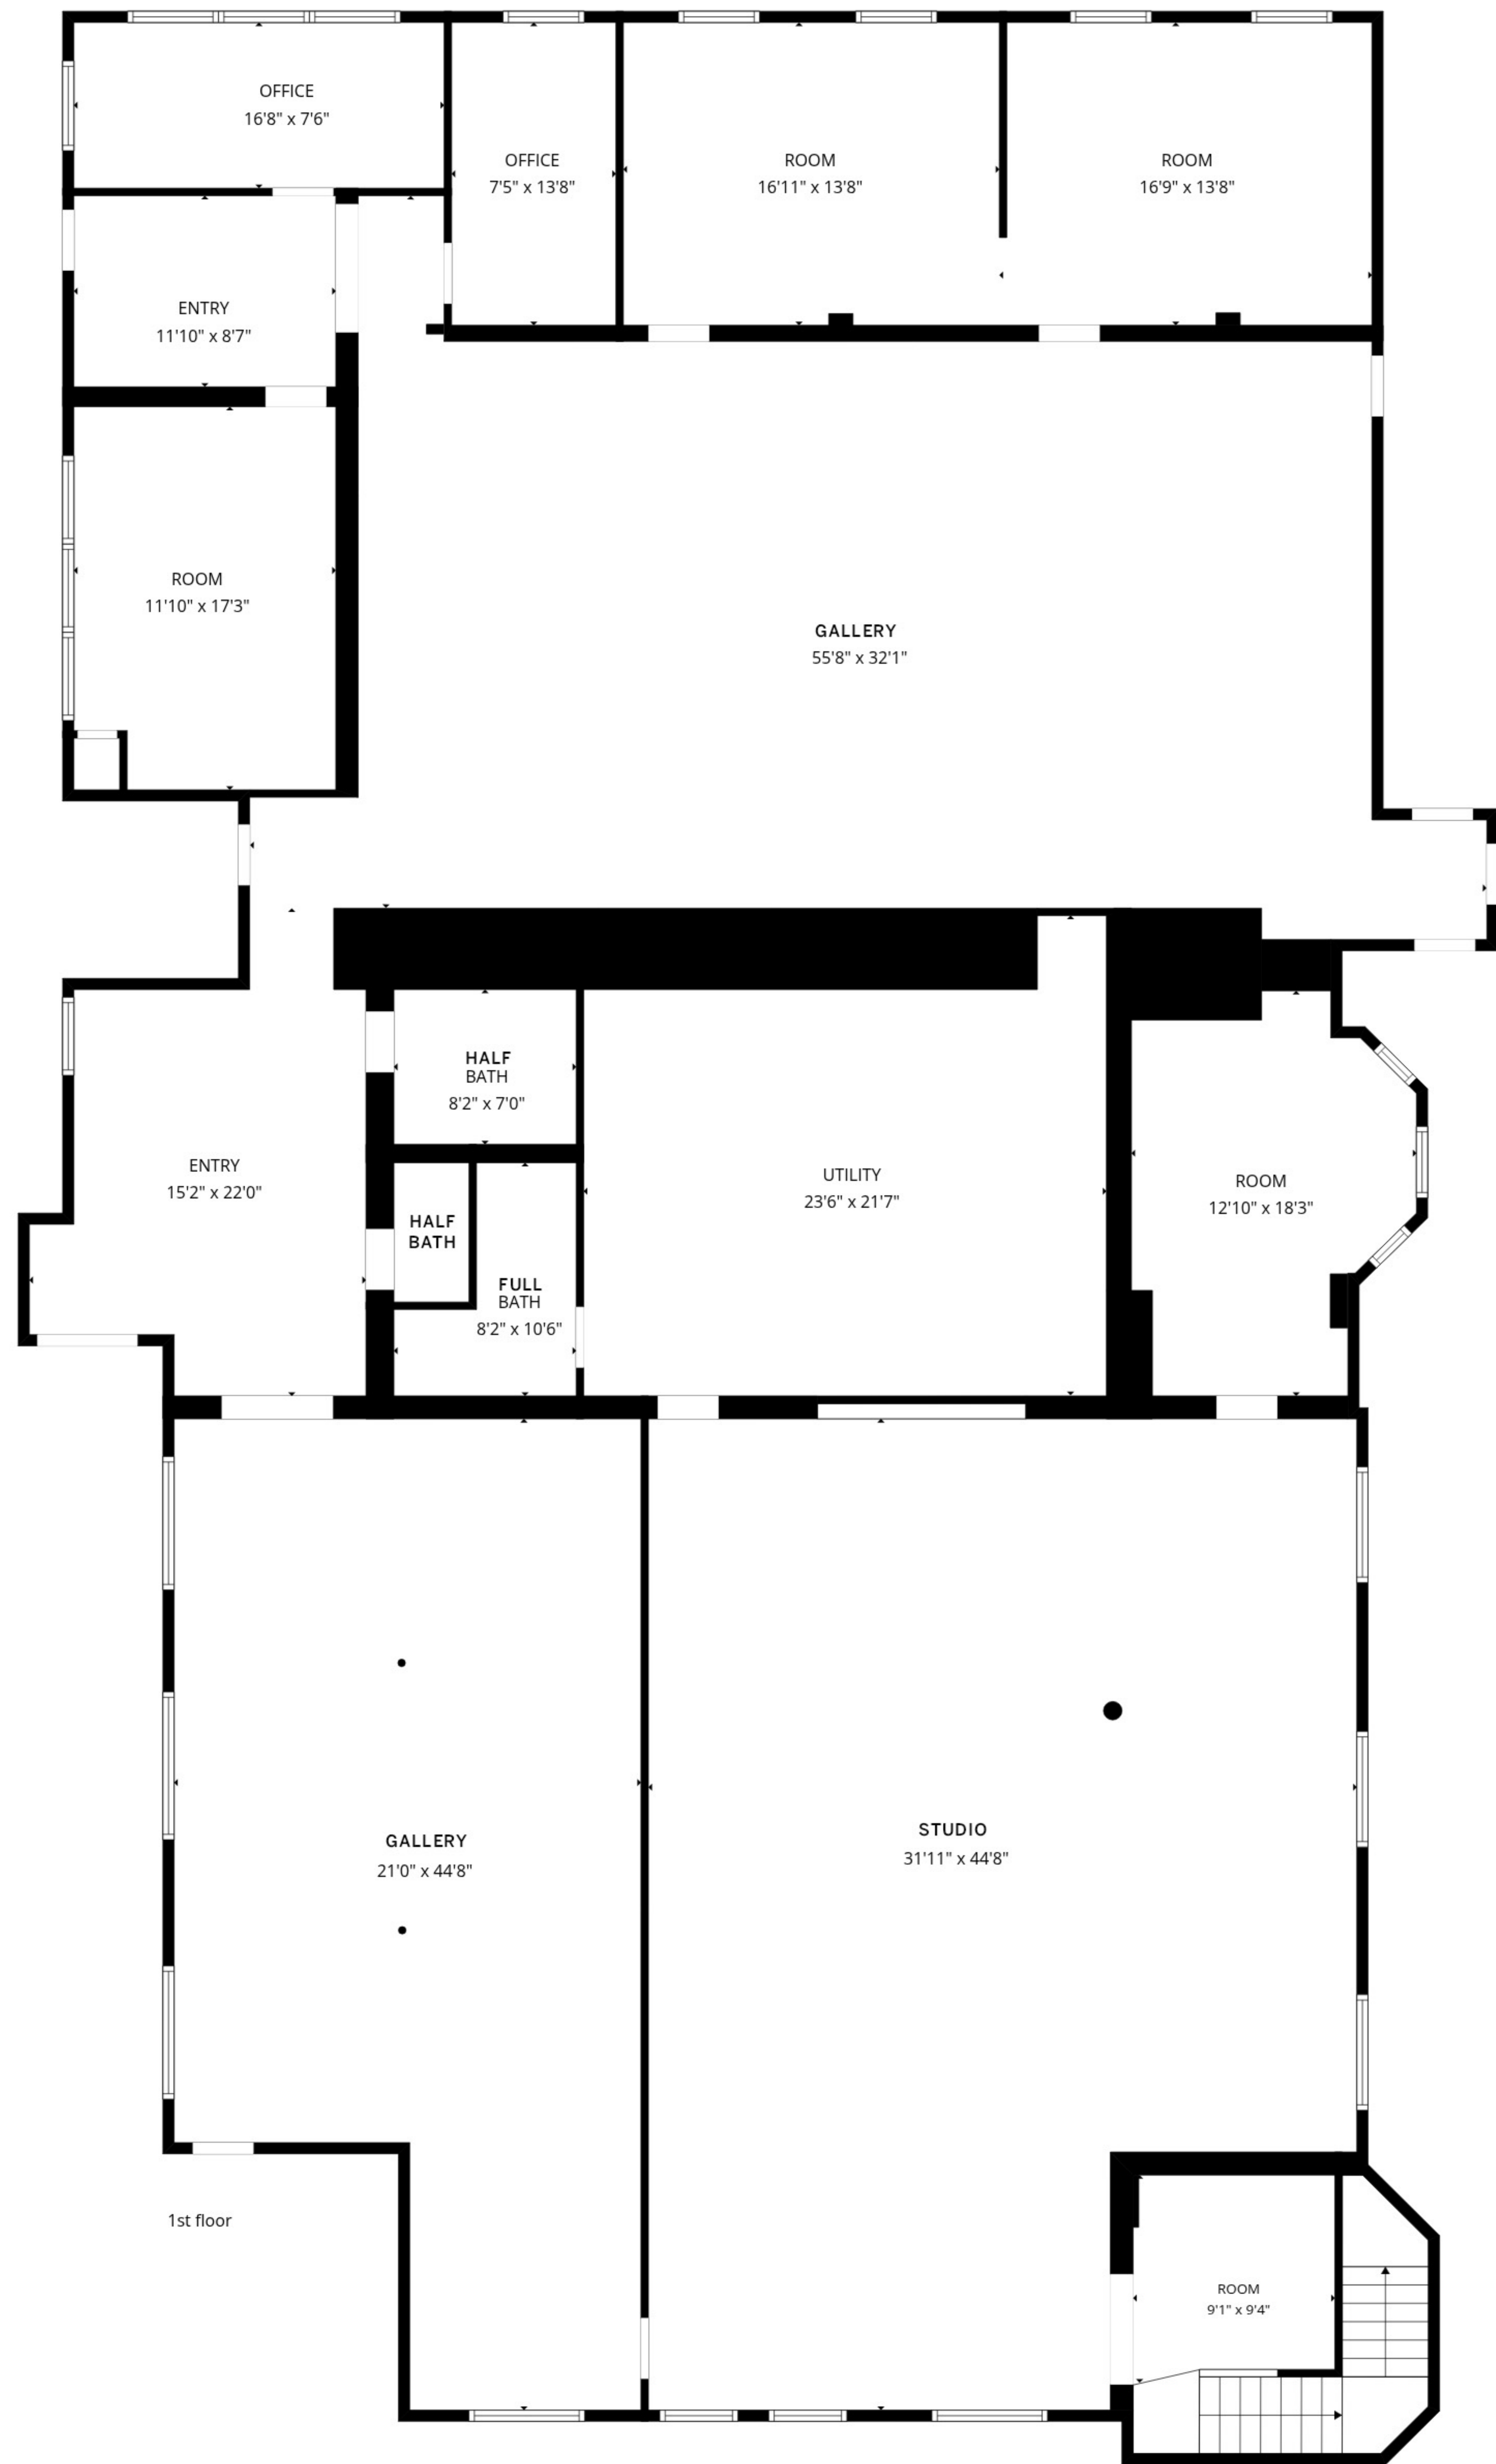 OFFICE
16'8" x 7'6"
OFFICE
7'5" x 13'8"
ROOM
16'11" x 13'8"
ROOM
16'9" x 13'8"
ENTRY
11'10" x 8'7"
ROOM
11'10" x 17'3"
GALLERY
55'8" x 32'1"
HALF
BATH
8'2" x 7'0"
ENTRY
15'2" x 22'0"
UTILITY
23'6" x 21'7"
ROOM
12'10" x 18'3"
HALF
BATH
FULL
BATH
8'2" x 10'6"
GALLERY
21'0" x 44'8"
STUDIO
31'11" x 44'8"
1st floor
ROOM
9'1" x 9'4"